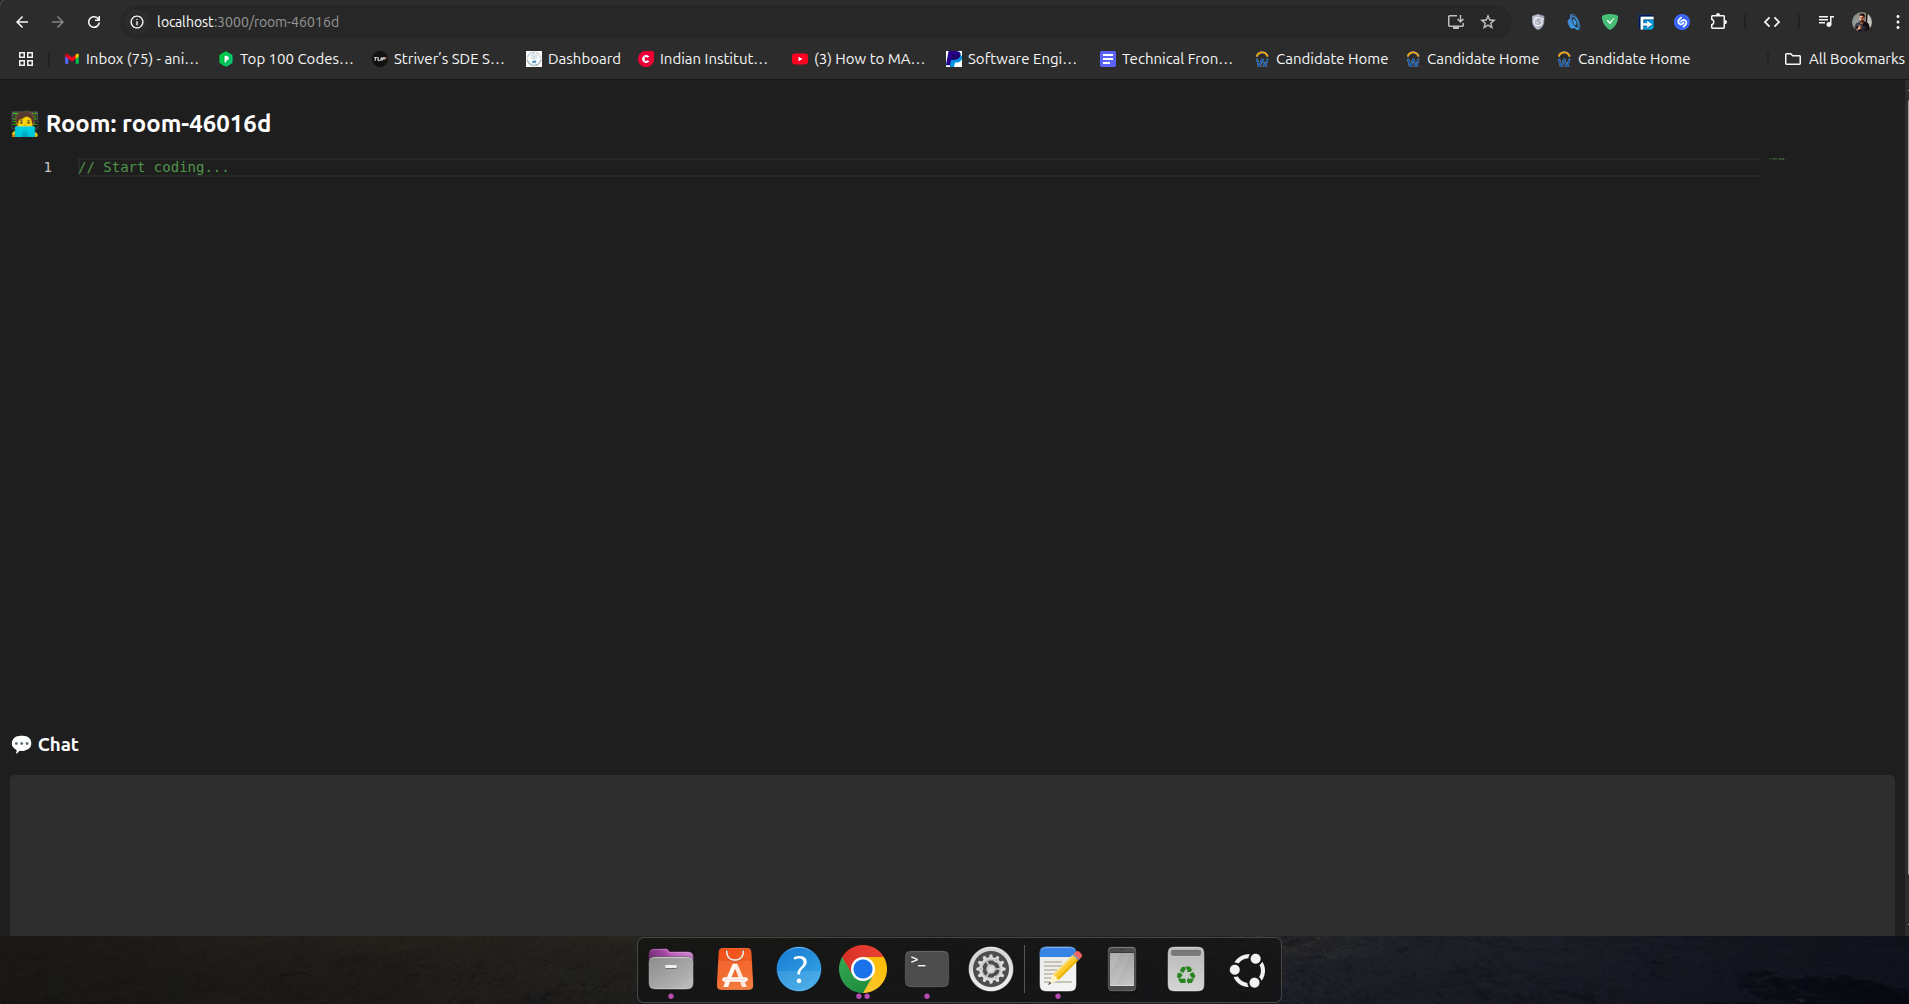 localhost:3000/room-46016d
Inbox (75) - ani... Top 100 Codes... Striver's SDE S... Dashboard Indian Institut... (3) How to MA... Software Engi... Technical Fron... Candidate Home Candidate Home Candidate Home All Bookmarks
Room: room-46016d
1 // Start coding...
Chat